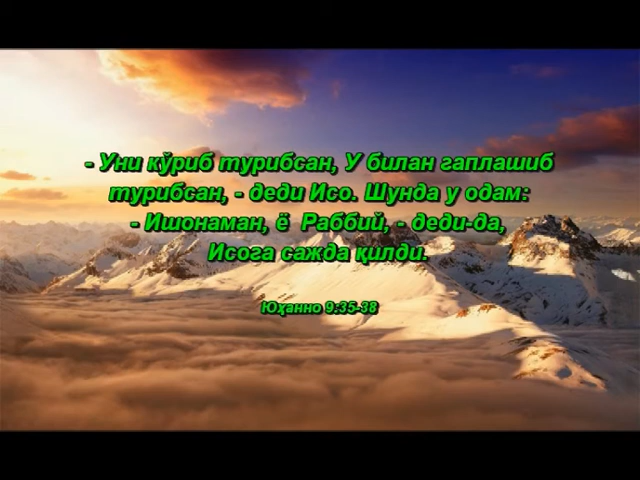 - Уни кўриб турибсан, У билан гаплашиб
турибсан, - деди Исо. Шунда у одам:
- Ишонаман, ё Раббий, - деди-да,
Исога сажда қилди.
Юҳанно 9:35-38